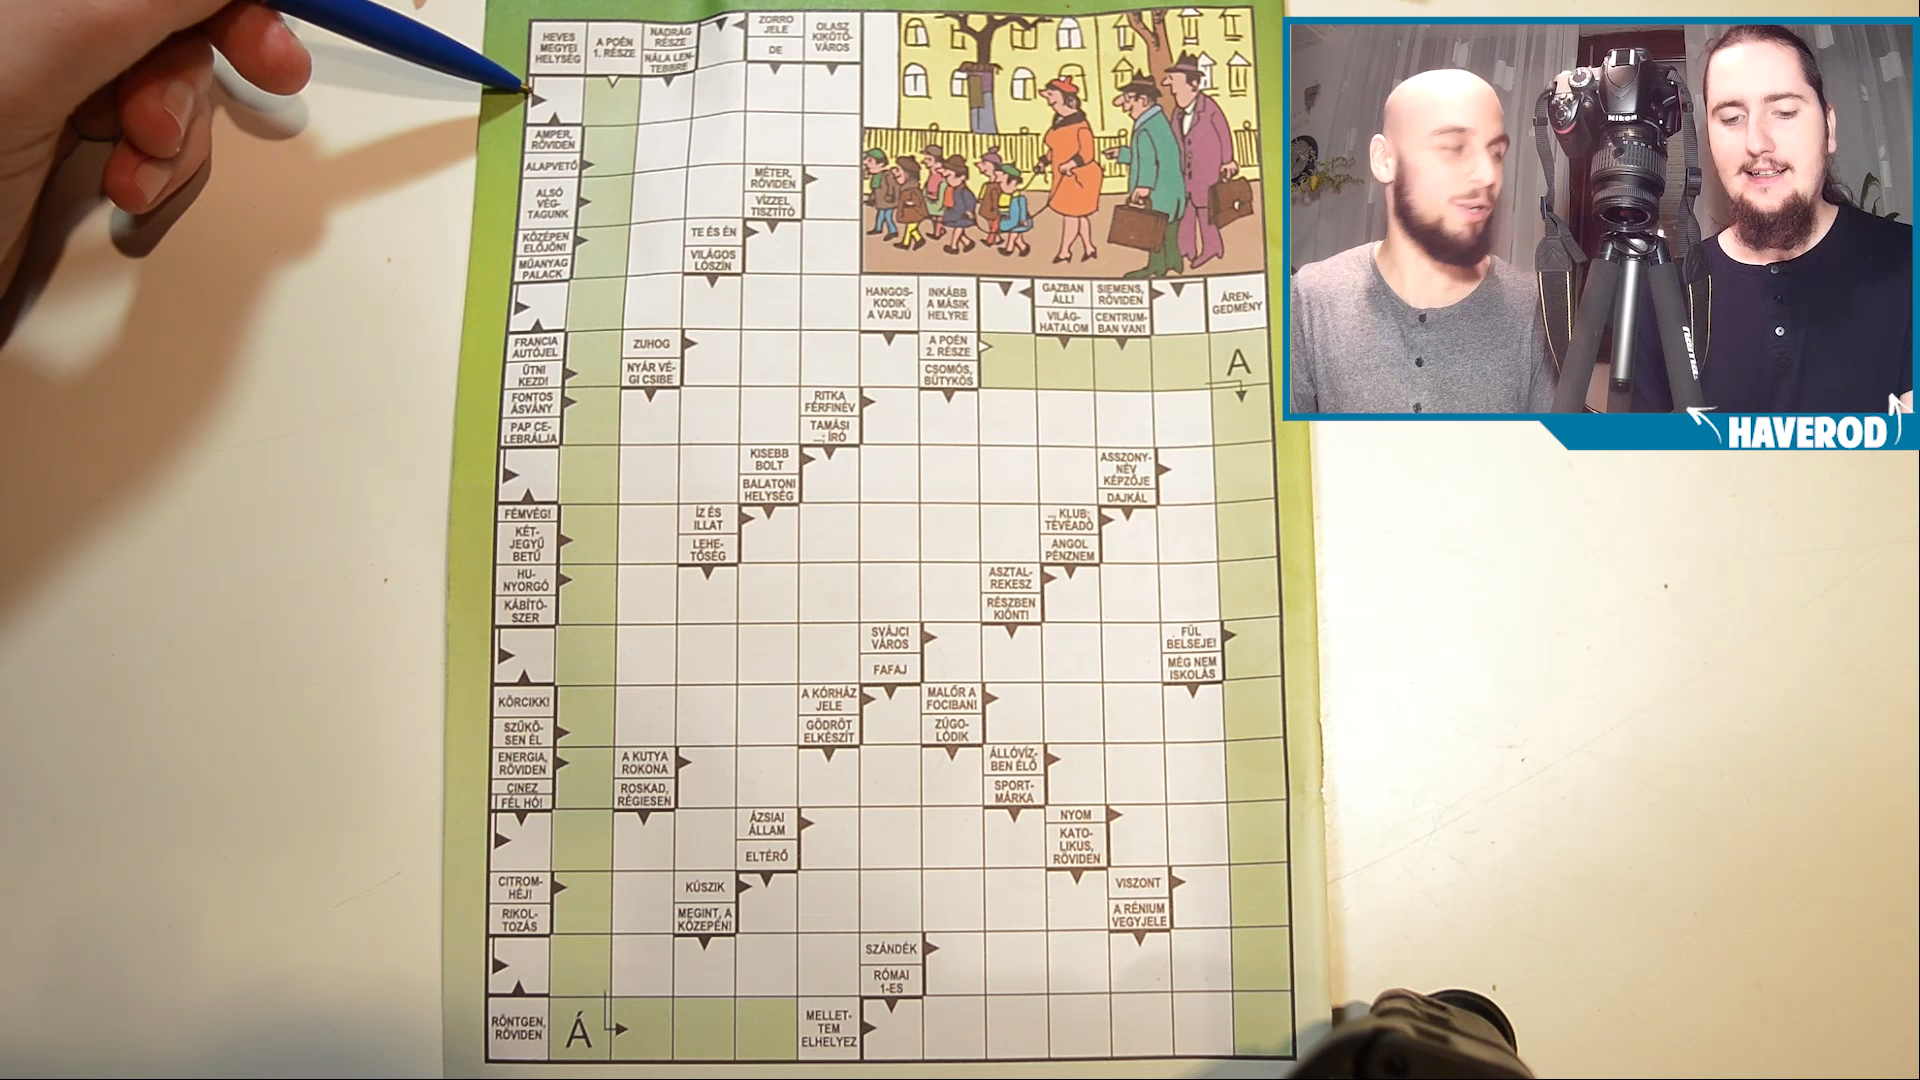 HEVES
MEGYEI
HELYSÉG
A POÉN
1. RÉSZE
NADRÁG
RÉSZE
NÁLA LEN-
TEBBRE
ZORRO
JELE
DE
OLASZ
KIKÖTŐ-
VÁROS
AMPER,
RÖVIDEN
ALAPVETŐ
ALSÓ
VÉG-
TAGUNK
MÉTER,
RÖVIDEN
VÍZZEL
TISZTÍTÓ
KÖZÉPEN
ELŐJÖN!
MŰANYAG
PALACK
TE ÉS ÉN
VILÁGOS
LÓSZÍN
HANGOS-
KODIK
A VARJÚ
INKÁBB
A MÁSIK
HELYRE
GAZBAN
ÁLL!
VILÁG-
HATALOM
SIEMENS,
RÖVIDEN
CENTRUM-
BAN VAN!
ÁREN-
GEDMÉNY
FRANCIA
AUTÓJEL
ÜTNI
KEZD!
ZUHOG
NYÁR VÉ-
GI CSIBE
A POÉN
2. RÉSZE
CSOMÓS,
BÜTYKÖS
A
FONTOS
ÁSVÁNY
PAP CE-
LEBRÁLJA
RITKA
FÉRFINÉV
TAMÁSI
...; ÍRÓ
KISEBB
BOLT
BALATONI
HELYSÉG
ASSZONY-
NÉV
KÉPZŐJE
DAJKÁL
FÉMVÉG!
KÉT-
JEGYŰ
BETŰ
ÍZ ÉS
ILLAT
LEHE-
TŐSÉG
... KLUB;
TÉVÉADÓ
ANGOL
PÉNZNEM
HU-
NYORGÓ
KÁBÍTÓ-
SZER
ASZTAL-
REKESZ
RÉSZBEN
KIÖNT!
SVÁJCI
VÁROS
FAFAJ
FÜL
BELSEJE!
MÉG NEM
ISKOLÁS
KÖRCIKK!
SZŰKÖ-
SEN ÉL
A KÓRHÁZ
JELE
GÖDRÖT
ELKÉSZÍT
MALŐR A
FOCIBAN!
ZÚGO-
LÓDIK
ENERGIA,
RÖVIDEN
CINEZ
FÉL HÓ!
A KUTYA
ROKONA
ROSKAD,
RÉGIESEN
ÁLLÓVÍZ-
BEN ÉLŐ
SPORT-
MÁRKA
ÁZSIAI
ÁLLAM
ELTÉRŐ
NYOM
KATO-
LIKUS,
RÖVIDEN
CITROM-
HÉJ!
RIKOL-
TOZÁS
KÚSZIK
MEGINT, A
KÖZEPÉN!
VISZONT
A RÉNIUM
VEGYJELE
SZÁNDÉK
RÓMAI
1-ES
RÖNTGEN,
RÖVIDEN
Á
MELLET-
TEM
ELHELYEZ
Nikon
HAVEROD